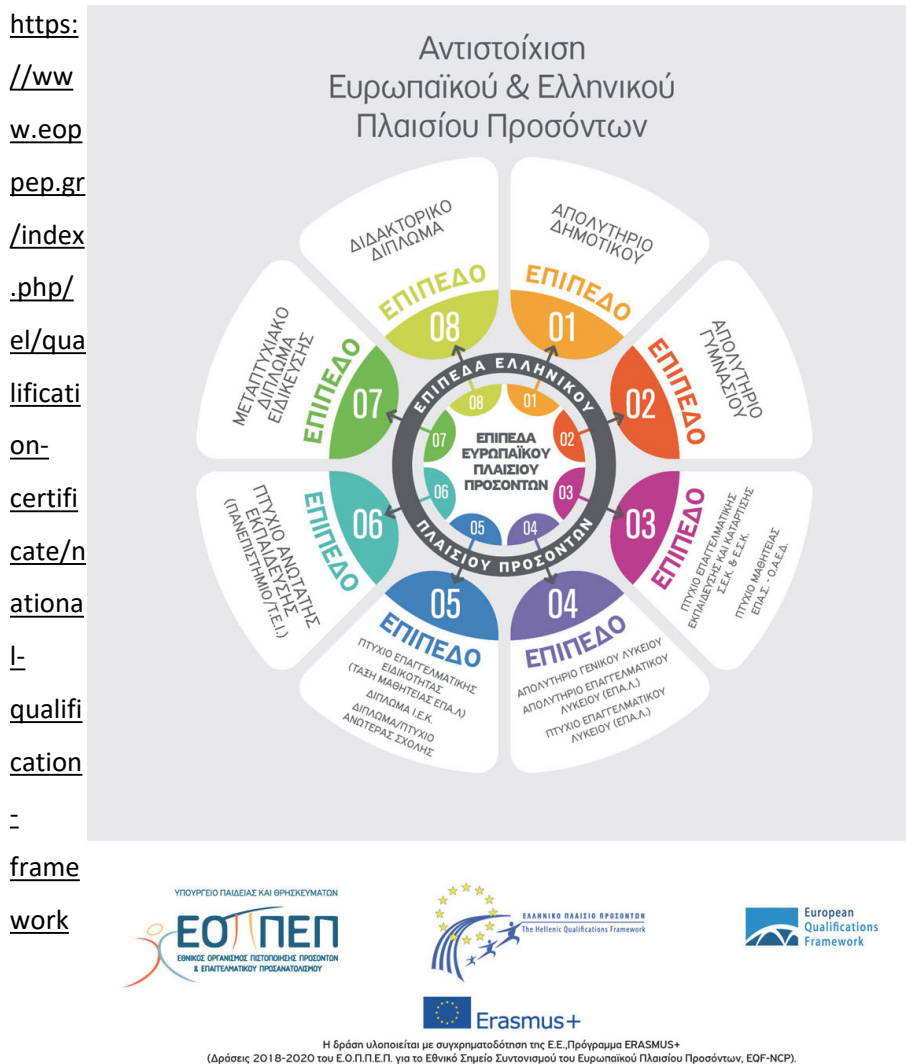 https:
//ww
w.eop
pep.gr
/index
.php/
el/qua
lificati
on-
certifi
cate/n
ationa
l-
qualifi
cation
-
frame
work
Αντιστοίχιση
Ευρωπαϊκού & Ελληνικού
Πλαισίου Προσόντων
ΑΠΟΛΥΤΗΡΙΟ
ΔΗΜΟΤΙΚΟΥ
ΕΠΙΠΕΔΟ
01
ΑΠΟΛΥΤΗΡΙΟ
ΓΥΜΝΑΣΙΟΥ
ΕΠΙΠΕΔΟ
02
ΕΠΙΠΕΔΟ
03
ΠΤΥΧΙΟ ΕΠΑΓΓΕΛΜΑΤΙΚΗΣ
ΕΚΠΑΙΔΕΥΣΗΣ ΚΑΙ ΚΑΤΑΡΤΙΣΗΣ
Σ.Ε.Κ. & Ε.Σ.Κ.
ΠΤΥΧΙΟ ΜΑΘΗΤΕΙΑΣ
ΕΠΑ.Σ. - Ο.Α.Ε.Δ.
04
ΕΠΙΠΕΔΟ
ΑΠΟΛΥΤΗΡΙΟ ΓΕΝΙΚΟΥ ΛΥΚΕΙΟΥ
ΑΠΟΛΥΤΗΡΙΟ ΕΠΑΓΓΕΛΜΑΤΙΚΟΥ
ΛΥΚΕΙΟΥ (ΕΠΑ.Λ.)
ΠΤΥΧΙΟ ΕΠΑΓΓΕΛΜΑΤΙΚΟΥ
ΛΥΚΕΙΟΥ (ΕΠΑ.Λ.)
05
ΕΠΙΠΕΔΟ
ΠΤΥΧΙΟ ΕΠΑΓΓΕΛΜΑΤΙΚΗΣ
ΕΙΔΙΚΟΤΗΤΑΣ
(ΤΑΞΗ ΜΑΘΗΤΕΙΑΣ ΕΠΑ.Λ)
ΔΙΠΛΩΜΑ Ι.Ε.Κ.
ΔΙΠΛΩΜΑ/ΠΤΥΧΙΟ
ΑΝΩΤΕΡΑΣ ΣΧΟΛΗΣ
06
ΕΠΙΠΕΔΟ
ΠΤΥΧΙΟ ΑΝΩΤΑΤΗΣ
ΕΚΠΑΙΔΕΥΣΗΣ
(ΠΑΝΕΠΙΣΤΗΜΙΟ/Τ.Ε.Ι.)
ΜΕΤΑΠΤΥΧΙΑΚΟ
ΔΙΠΛΩΜΑ
ΕΙΔΙΚΕΥΣΗΣ
ΕΠΙΠΕΔΟ
07
ΔΙΔΑΚΤΟΡΙΚΟ
ΔΙΠΛΩΜΑ
ΕΠΙΠΕΔΟ
08
ΕΠΙΠΕΔΑ ΕΛΛΗΝΙΚΟΥ
ΠΛΑΙΣΙΟΥ ΠΡΟΣΟΝΤΩΝ
01
02
03
04
05
06
07
08
ΕΠΙΠΕΔΑ
ΕΥΡΩΠΑΪΚΟΥ
ΠΛΑΙΣΙΟΥ
ΠΡΟΣΟΝΤΩΝ
ΥΠΟΥΡΓΕΙΟ ΠΑΙΔΕΙΑΣ ΚΑΙ ΘΡΗΣΚΕΥΜΑΤΩΝ
ΕΟΠΠΕΠ
ΕΘΝΙΚΟΣ ΟΡΓΑΝΙΣΜΟΣ ΠΙΣΤΟΠΟΙΗΣΗΣ ΠΡΟΣΟΝΤΩΝ
& ΕΠΑΓΓΕΛΜΑΤΙΚΟΥ ΠΡΟΣΑΝΑΤΟΛΙΣΜΟΥ
ΕΛΛΗΝΙΚΟ ΠΛΑΙΣΙΟ ΠΡΟΣΟΝΤΩΝ
The Hellenic Qualifications Framework
European
Qualifications
Framework
Erasmus+
Η δράση υλοποιείται με συγχρηματοδότηση της Ε.Ε.,Πρόγραμμα ERASMUS+
(Δράσεις 2018-2020 του Ε.Ο.Π.Π.Ε.Π. για το Εθνικό Σημείο Συντονισμού του Ευρωπαϊκού Πλαισίου Προσόντων, EQF-NCP).